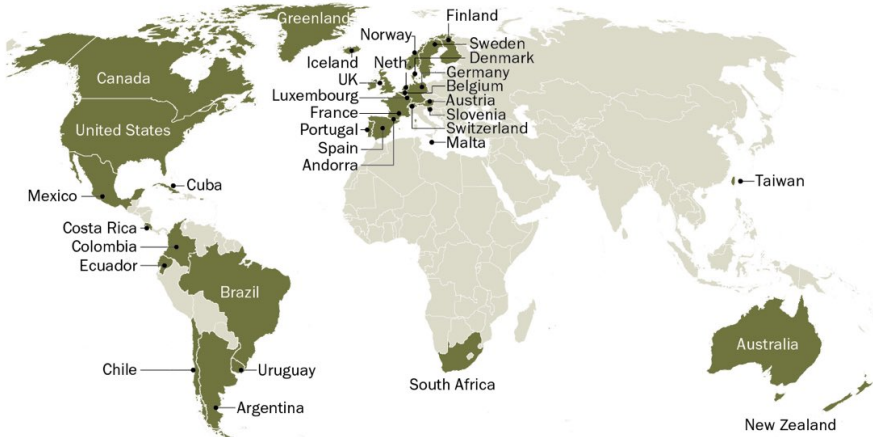 Greenland
Finland
Norway
Sweden
Denmark
Iceland
Neth.
Germany
UK
Belgium
Luxembourg
Austria
France
Slovenia
Portugal
Switzerland
Spain
Malta
Andorra
Canada
United States
Mexico
Cuba
Taiwan
Costa Rica
Colombia
Ecuador
Brazil
Chile
Uruguay
Argentina
South Africa
Australia
New Zealand